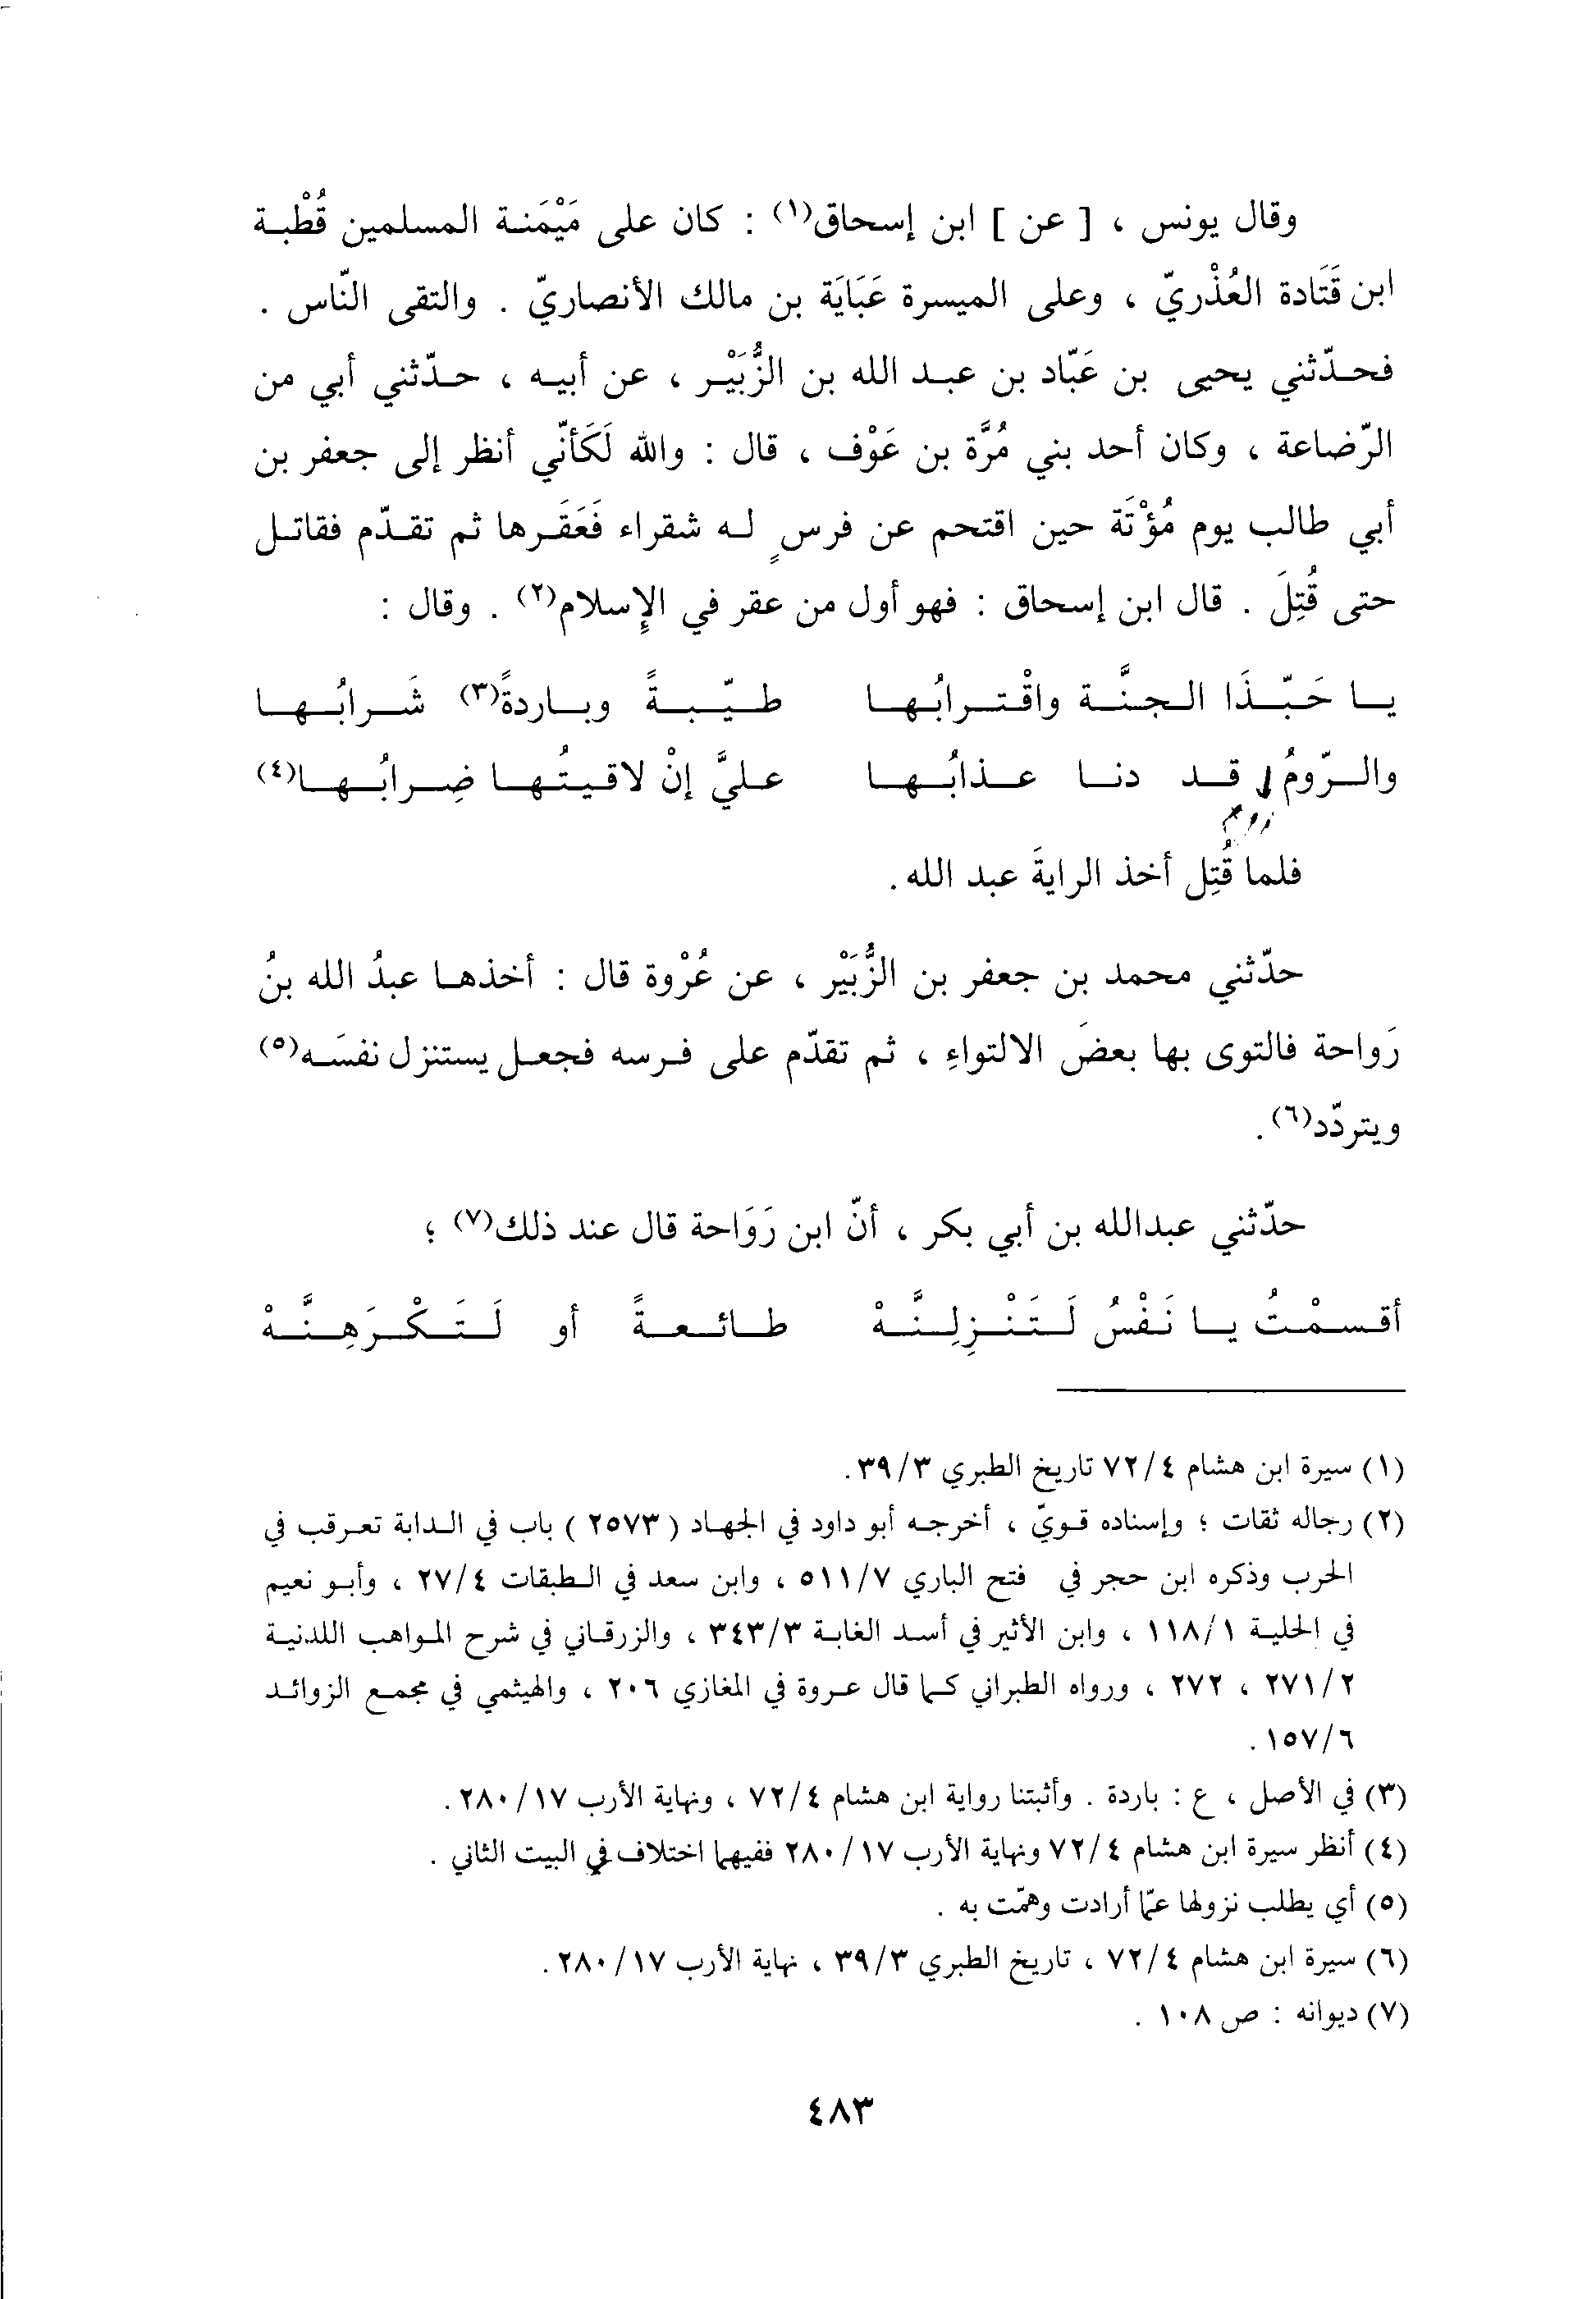 وقال يونس ، [ عن ] ابن إسحاق(١) : كان على مَيْمَنة المسلمين قُطْبة
ابن قَتَادة العُذْريّ ، وعلى الميسرة عَبَايَة بن مالك الأنصاريّ . والتقى النّاس .
فحدّثني يحيى بن عَبّاد بن عبد الله بن الزُّبَيْر ، عن أبيه ، حدّثني أبي من
الرّضاعة ، وكان أحد بني مُرَّة بن عَوْف ، قال : والله لَكَأنّي أنظر إلى جعفر بن
أبي طالب يوم مُؤْتَة حين اقتحم عن فرسٍ له شقراء فَعَقَرها ثم تقدّم فقاتل
حتى قُتِلَ . قال ابن إسحاق : فهو أول من عقر في الإسلام(٢) . وقال :
يا حَبّذَا الجنَّة واقْترابُها طيّبةً وباردةً(٣) شَرابُها
والرّومُ قد دنا عذابُها عليَّ إنْ لاقيتُها ضِرابُها(٤)
روم
فلما قُتِل أخذ الرايةَ عبد الله .
حدّثني محمد بن جعفر بن الزُّبَيْر ، عن عُرْوة قال : أخذها عبدُ الله بنُ
رَواحة فالتوى بها بعضَ الالتواءِ ، ثم تقدّم على فرسه فجعل يستنزل نفسَه(٥)
ويتردّد(٦) .
حدّثني عبدالله بن أبي بكر ، أنّ ابن رَوَاحة قال عند ذلك(٧) ؛
أقسمْتُ يا نَفْسُ لَتَنْزِلِنَّهْ طائعةً أو لَتَكْرَهِنَّهْ
(١) سيرة ابن هشام ٧٢/٤ تاريخ الطبري ٣٩/٣ .
(٢) رجاله ثقات ؛ وإسناده قويّ ، أخرجه أبو داود في الجهاد ( ٢٥٧٣ ) باب في الدابة تعرقب في
الحرب وذكره ابن حجر في فتح الباري ٥١١/٧ ، وابن سعد في الطبقات ٢٧/٤ ، وأبو نعيم
في الحلية ١١٨/١ ، وابن الأثير في أسد الغابة ٣٤٣/٣ ، والزرقاني في شرح المواهب اللدنية
٢٧١/٢ ، ٢٧٢ ، ورواه الطبراني كما قال عروة في المغازي ٢٠٦ ، والهيثمي في مجمع الزوائد
١٥٧/٦ .
(٣) في الأصل ، ع : باردة . وأثبتنا رواية ابن هشام ٧٢/٤ ، ونهاية الأرب ٢٨٠/١٧ .
(٤) أنظر سيرة ابن هشام ٧٢/٤ ونهاية الأرب ٢٨٠/١٧ ففيهما اختلاف في البيت الثاني .
(٥) أي يطلب نزولها عمّا أرادت وهمّت به .
(٦) سيرة ابن هشام ٧٢/٤ ، تاريخ الطبري ٣٩/٣ ، نهاية الأرب ٢٨٠/١٧ .
(٧) ديوانه : ص ١٠٨ .
٤٨٣